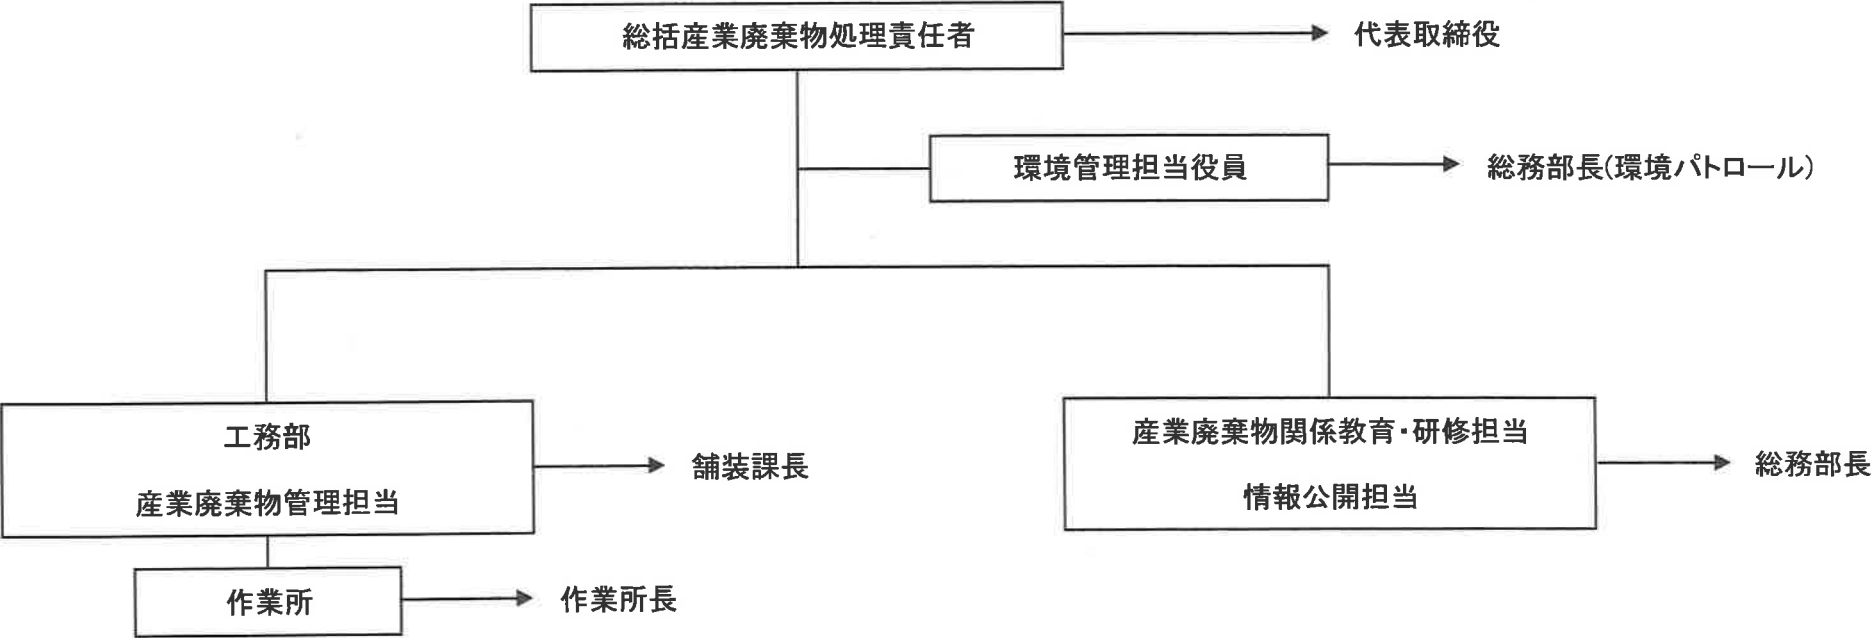 総括産業廃棄物処理責任者
代表取締役
環境管理担当役員
総務部長(環境パトロール)
工務部
産業廃棄物管理担当
舗装課長
産業廃棄物関係教育・研修担当
情報公開担当
総務部長
作業所
作業所長